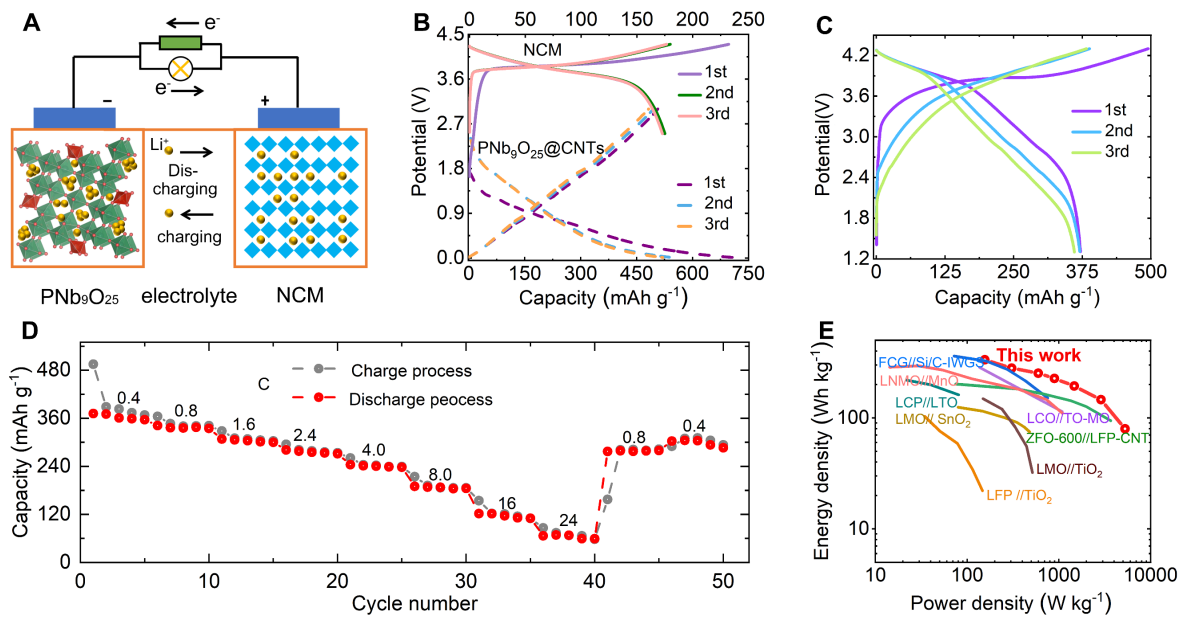 A
e⁻
e⁻
−
+
Li⁺
Dis-
charging
charging
PNb₉O₂₅ electrolyte NCM
B
0 60 120 180 240
4.5
3.6
2.7
1.8
0.9
0.0
Potential (V)
NCM
1st
2nd
3rd
PNb₉O₂₅@CNTs
1st
2nd
3rd
0 150 300 450 600 750
Capacity (mAh g⁻¹)
C
4.2
3.6
3.0
2.4
1.8
1.2
Potential(V)
1st
2nd
3rd
0 125 250 375 500
Capacity (mAh g⁻¹)
D
480
360
240
120
0
Capacity (mAh g⁻¹)
C
Charge process
Discharge peocess
0.4
0.8
1.6
2.4
4.0
8.0
16
24
0.8
0.4
0 10 20 30 40 50
Cycle number
E
100
10
Energy density (Wh kg⁻¹)
This work
FCG//Si/C-IWGS
LNMO//MnO
LCP//LTO
LMO// SnO₂
LCO//TO-MO
ZFO-600//LFP-CNT
LMO//TiO₂
LFP //TiO₂
10 100 1000 10000
Power density (W kg⁻¹)